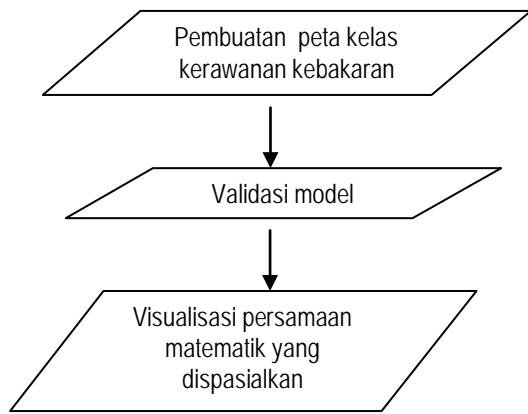 Pembuatan peta kelas
kerawanan kebakaran
Validasi model
Visualisasi persamaan
matematik yang
dispasialkan